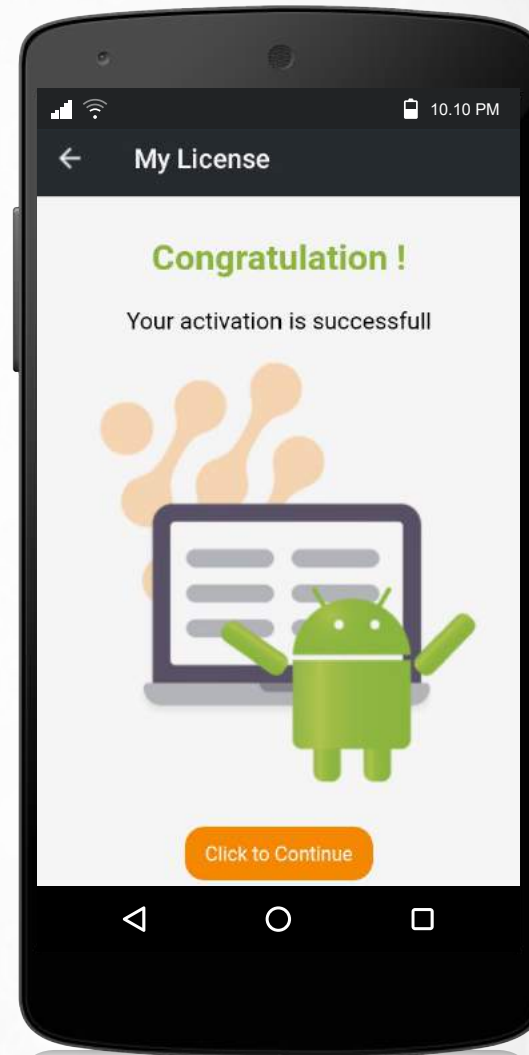 10.10 PM
My License
Congratulation !
Your activation is successfull
Click to Continue